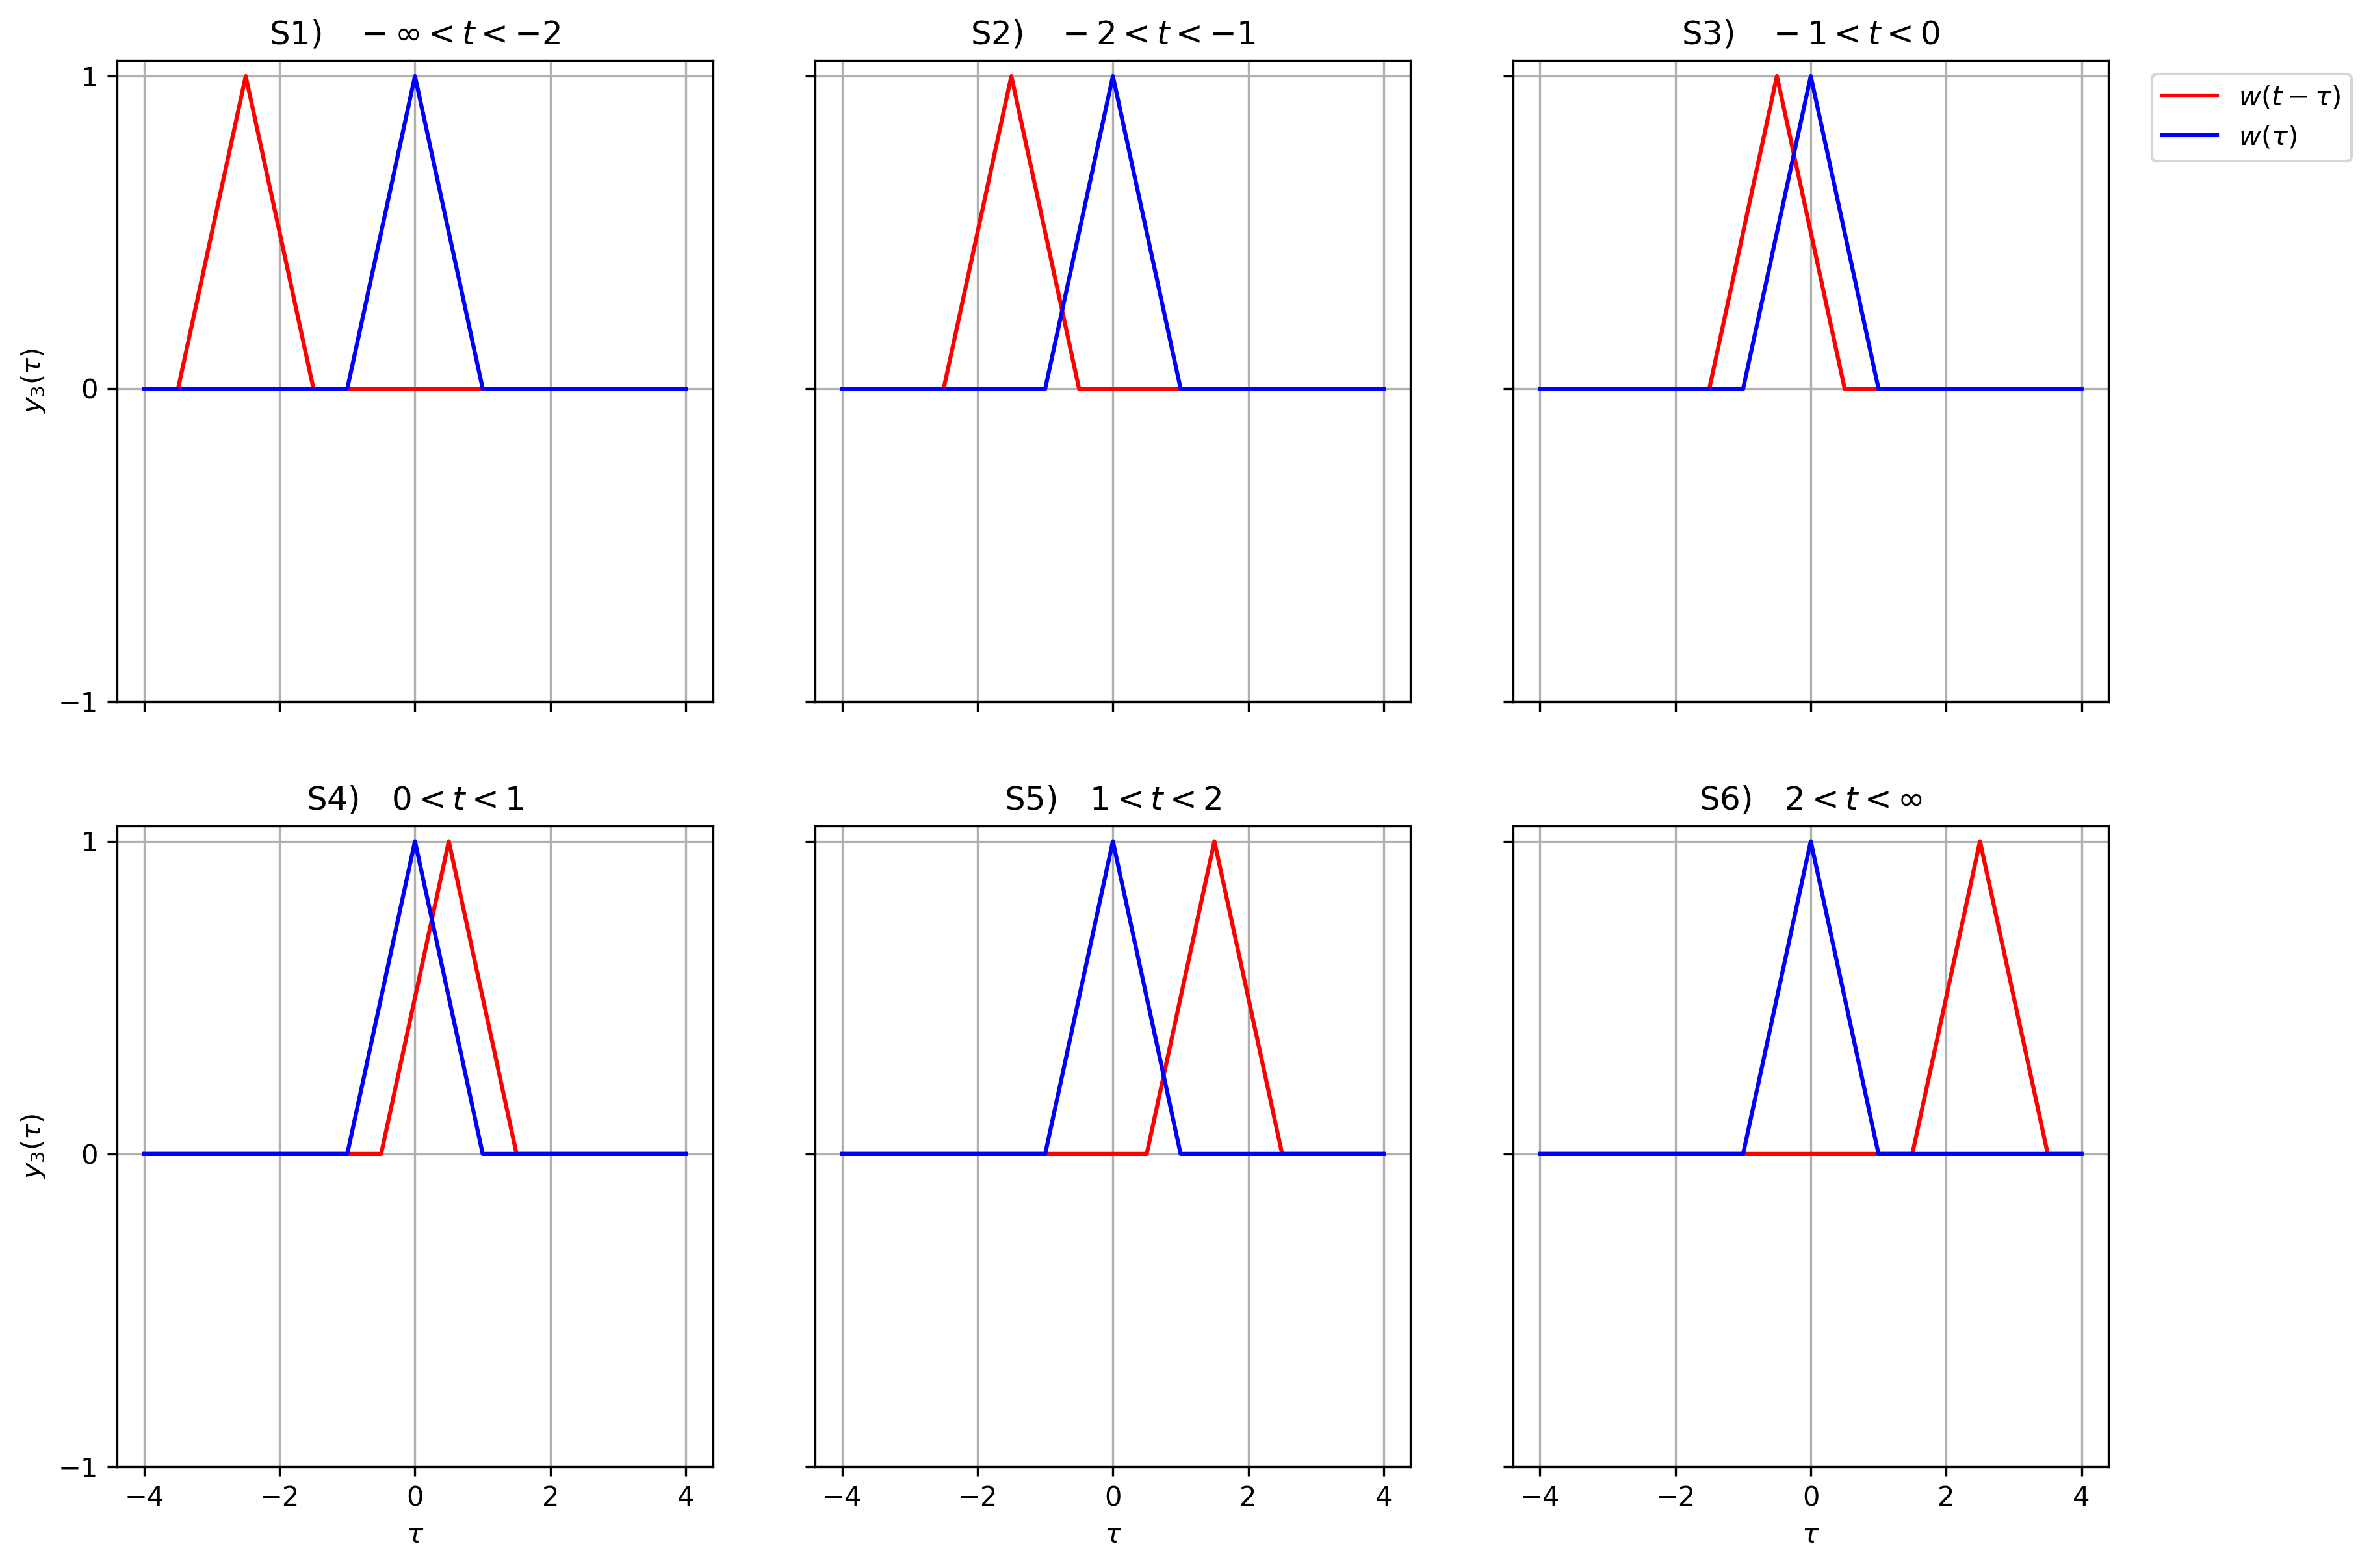 S1) −∞ < t < −2
S2) −2 < t < −1
S3) −1 < t < 0
w(t − τ)
w(τ)
1
0
−1
y₃(τ)
S4) 0 < t < 1
S5) 1 < t < 2
S6) 2 < t < ∞
1
0
−1
y₃(τ)
−4 −2 0 2 4
−4 −2 0 2 4
−4 −2 0 2 4
τ
τ
τ